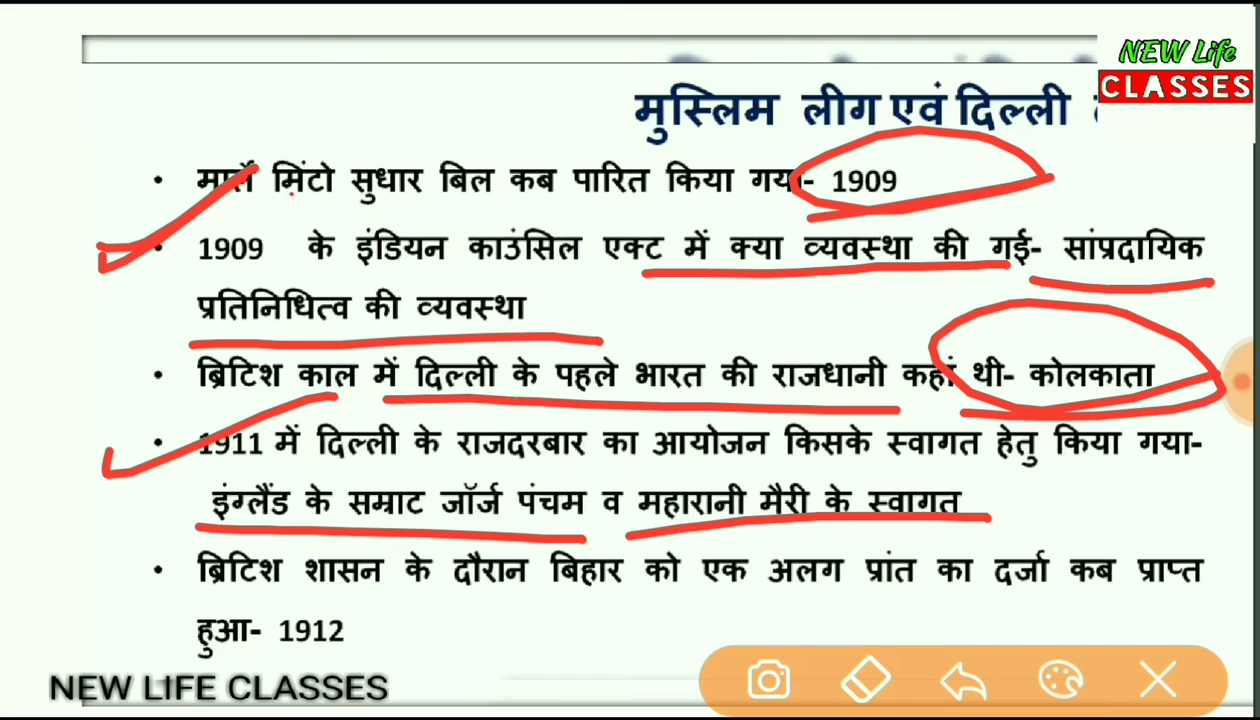 NEW Life
CLASSES
मुस्लिम लीग एवं दिल्ली
• मार्ले मिंटो सुधार बिल कब पारित किया गया- 1909
• 1909 के इंडियन काउंसिल एक्ट में क्या व्यवस्था की गई- सांप्रदायिक
प्रतिनिधित्व की व्यवस्था
• ब्रिटिश काल में दिल्ली के पहले भारत की राजधानी कहां थी- कोलकाता
• 1911 में दिल्ली के राजदरबार का आयोजन किसके स्वागत हेतु किया गया-
इंग्लैंड के सम्राट जॉर्ज पंचम व महारानी मैरी के स्वागत
• ब्रिटिश शासन के दौरान बिहार को एक अलग प्रांत का दर्जा कब प्राप्त
हुआ- 1912
NEW LIFE CLASSES